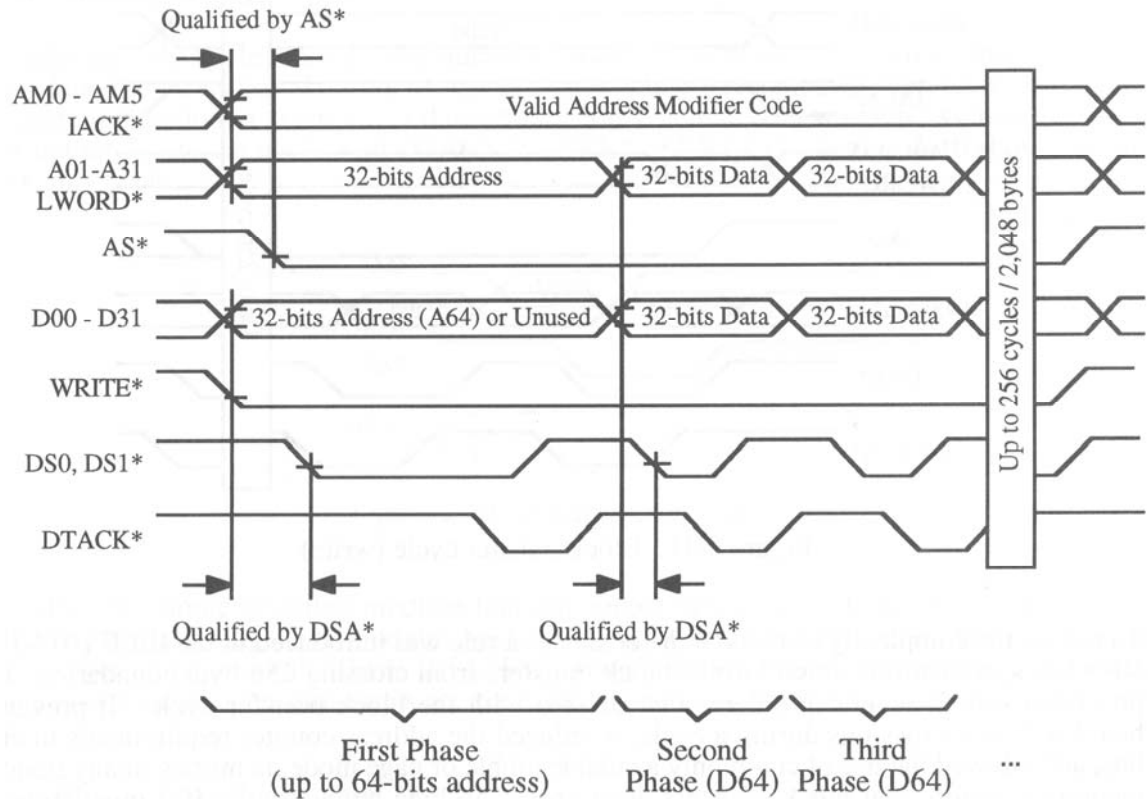 Qualified by AS*
AM0 - AM5
IACK*
Valid Address Modifier Code
A01-A31
LWORD*
32-bits Address
32-bits Data
32-bits Data
AS*
D00 - D31
32-bits Address (A64) or Unused
32-bits Data
32-bits Data
WRITE*
DS0, DS1*
DTACK*
Up to 256 cycles / 2,048 bytes
Qualified by DSA*
Qualified by DSA*
First Phase
(up to 64-bits address)
Second
Phase (D64)
Third
Phase (D64)
...